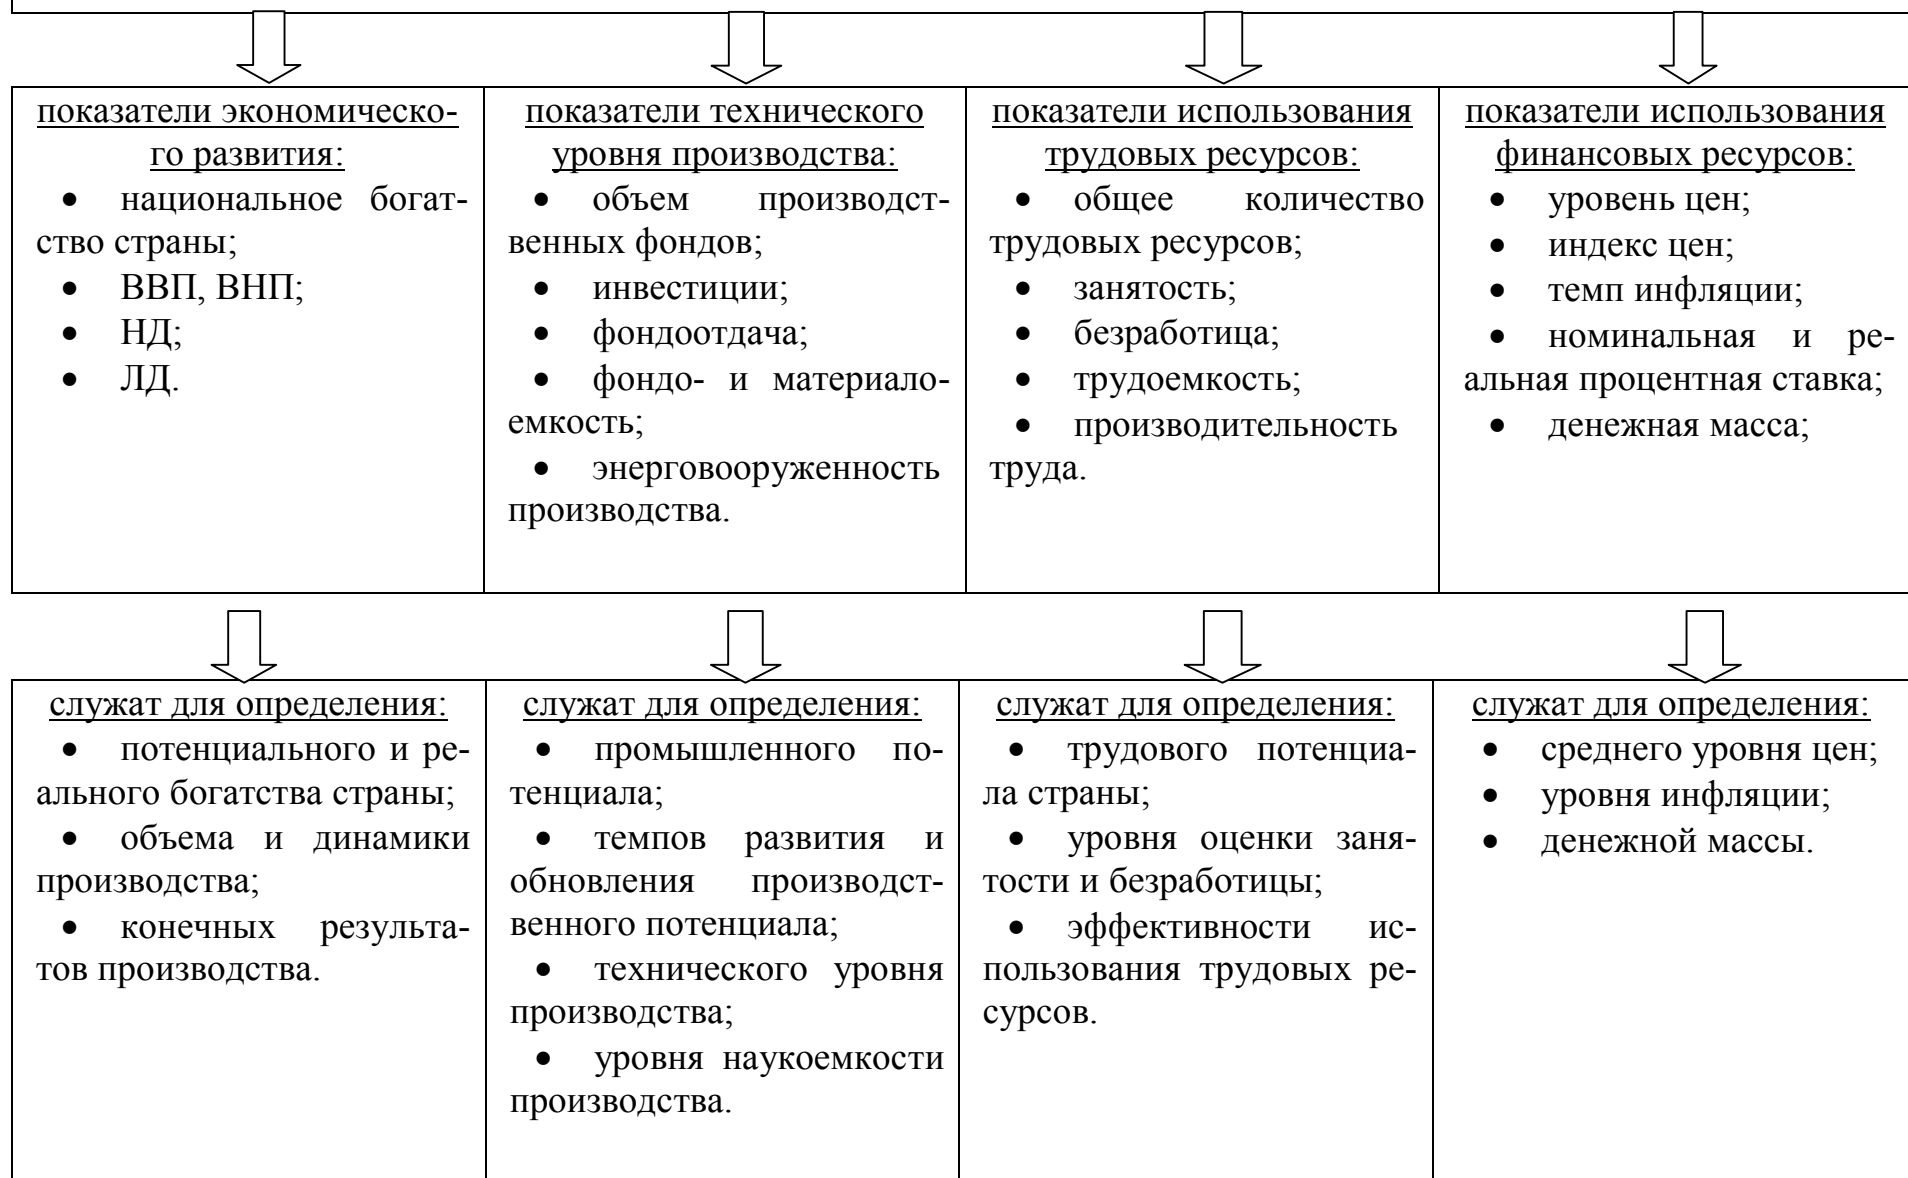 показатели экономическо-
го развития:
• национальное богат-
ство страны;
• ВВП, ВНП;
• НД;
• ЛД.
показатели технического
уровня производства:
• объем производст-
венных фондов;
• инвестиции;
• фондоотдача;
• фондо- и материало-
емкость;
• энерговооруженность
производства.
показатели использования
трудовых ресурсов:
• общее количество
трудовых ресурсов;
• занятость;
• безработица;
• трудоемкость;
• производительность
труда.
показатели использования
финансовых ресурсов:
• уровень цен;
• индекс цен;
• темп инфляции;
• номинальная и ре-
альная процентная ставка;
• денежная масса;
служат для определения:
• потенциального и ре-
ального богатства страны;
• объема и динамики
производства;
• конечных результа-
тов производства.
служат для определения:
• промышленного по-
тенциала;
• темпов развития и
обновления производст-
венного потенциала;
• технического уровня
производства;
• уровня наукоемкости
производства.
служат для определения:
• трудового потенциа-
ла страны;
• уровня оценки заня-
тости и безработицы;
• эффективности ис-
пользования трудовых ре-
сурсов.
служат для определения:
• среднего уровня цен;
• уровня инфляции;
• денежной массы.